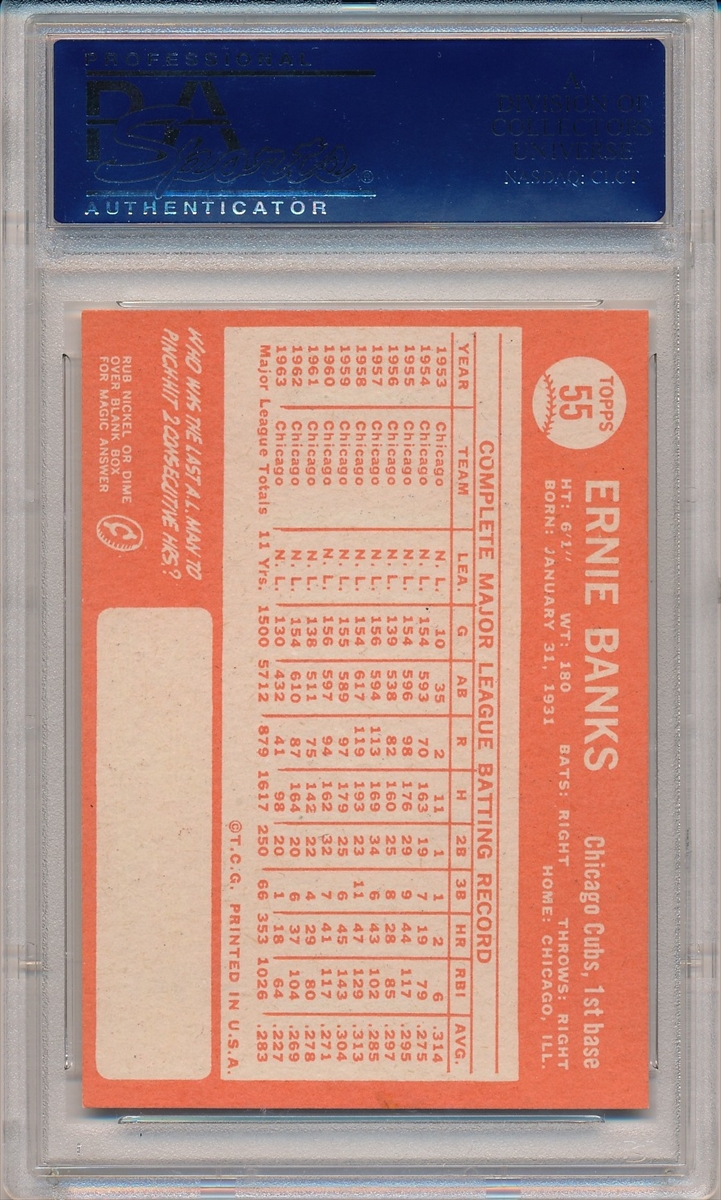 PROFESSIONAL
PSA
Sports®
AUTHENTICATOR
A
DIVISION OF
COLLECTORS
UNIVERSE
NASDAQ: CLCT
TOPPS
55
ERNIE BANKS Chicago Cubs, 1st base
HT: 6'1" WT: 180 BATS: RIGHT THROWS: RIGHT
BORN: JANUARY 31, 1931 HOME: CHICAGO, ILL.
COMPLETE MAJOR LEAGUE BATTING RECORD
YEAR TEAM LEA. G AB R H 2B 3B HR RBI AVG.
1953 Chicago N. L. 10 35 2 11 1 1 2 6 .314
1954 Chicago N. L. 154 593 70 163 19 7 19 79 .275
1955 Chicago N. L. 154 596 98 176 29 9 44 117 .295
1956 Chicago N. L. 139 538 82 160 25 8 28 85 .297
1957 Chicago N. L. 156 594 113 169 34 6 43 102 .285
1958 Chicago N. L. 154 617 119 193 23 11 47 129 .313
1959 Chicago N. L. 155 589 97 179 25 6 45 143 .304
1960 Chicago N. L. 156 597 94 162 32 7 41 117 .271
1961 Chicago N. L. 138 511 75 142 22 4 29 80 .278
1962 Chicago N. L. 154 610 87 164 20 6 37 104 .269
1963 Chicago N. L. 130 432 41 98 20 1 18 64 .227
Major League Totals 11 Yrs. 1500 5712 879 1617 250 66 353 1026 .283
©T.C.G. PRINTED IN U.S.A.
WHO WAS THE LAST A.L. MAN TO
PINCH-HIT 2 CONSECUTIVE HRS?
RUB NICKEL OR DIME
OVER BLANK BOX
FOR MAGIC ANSWER